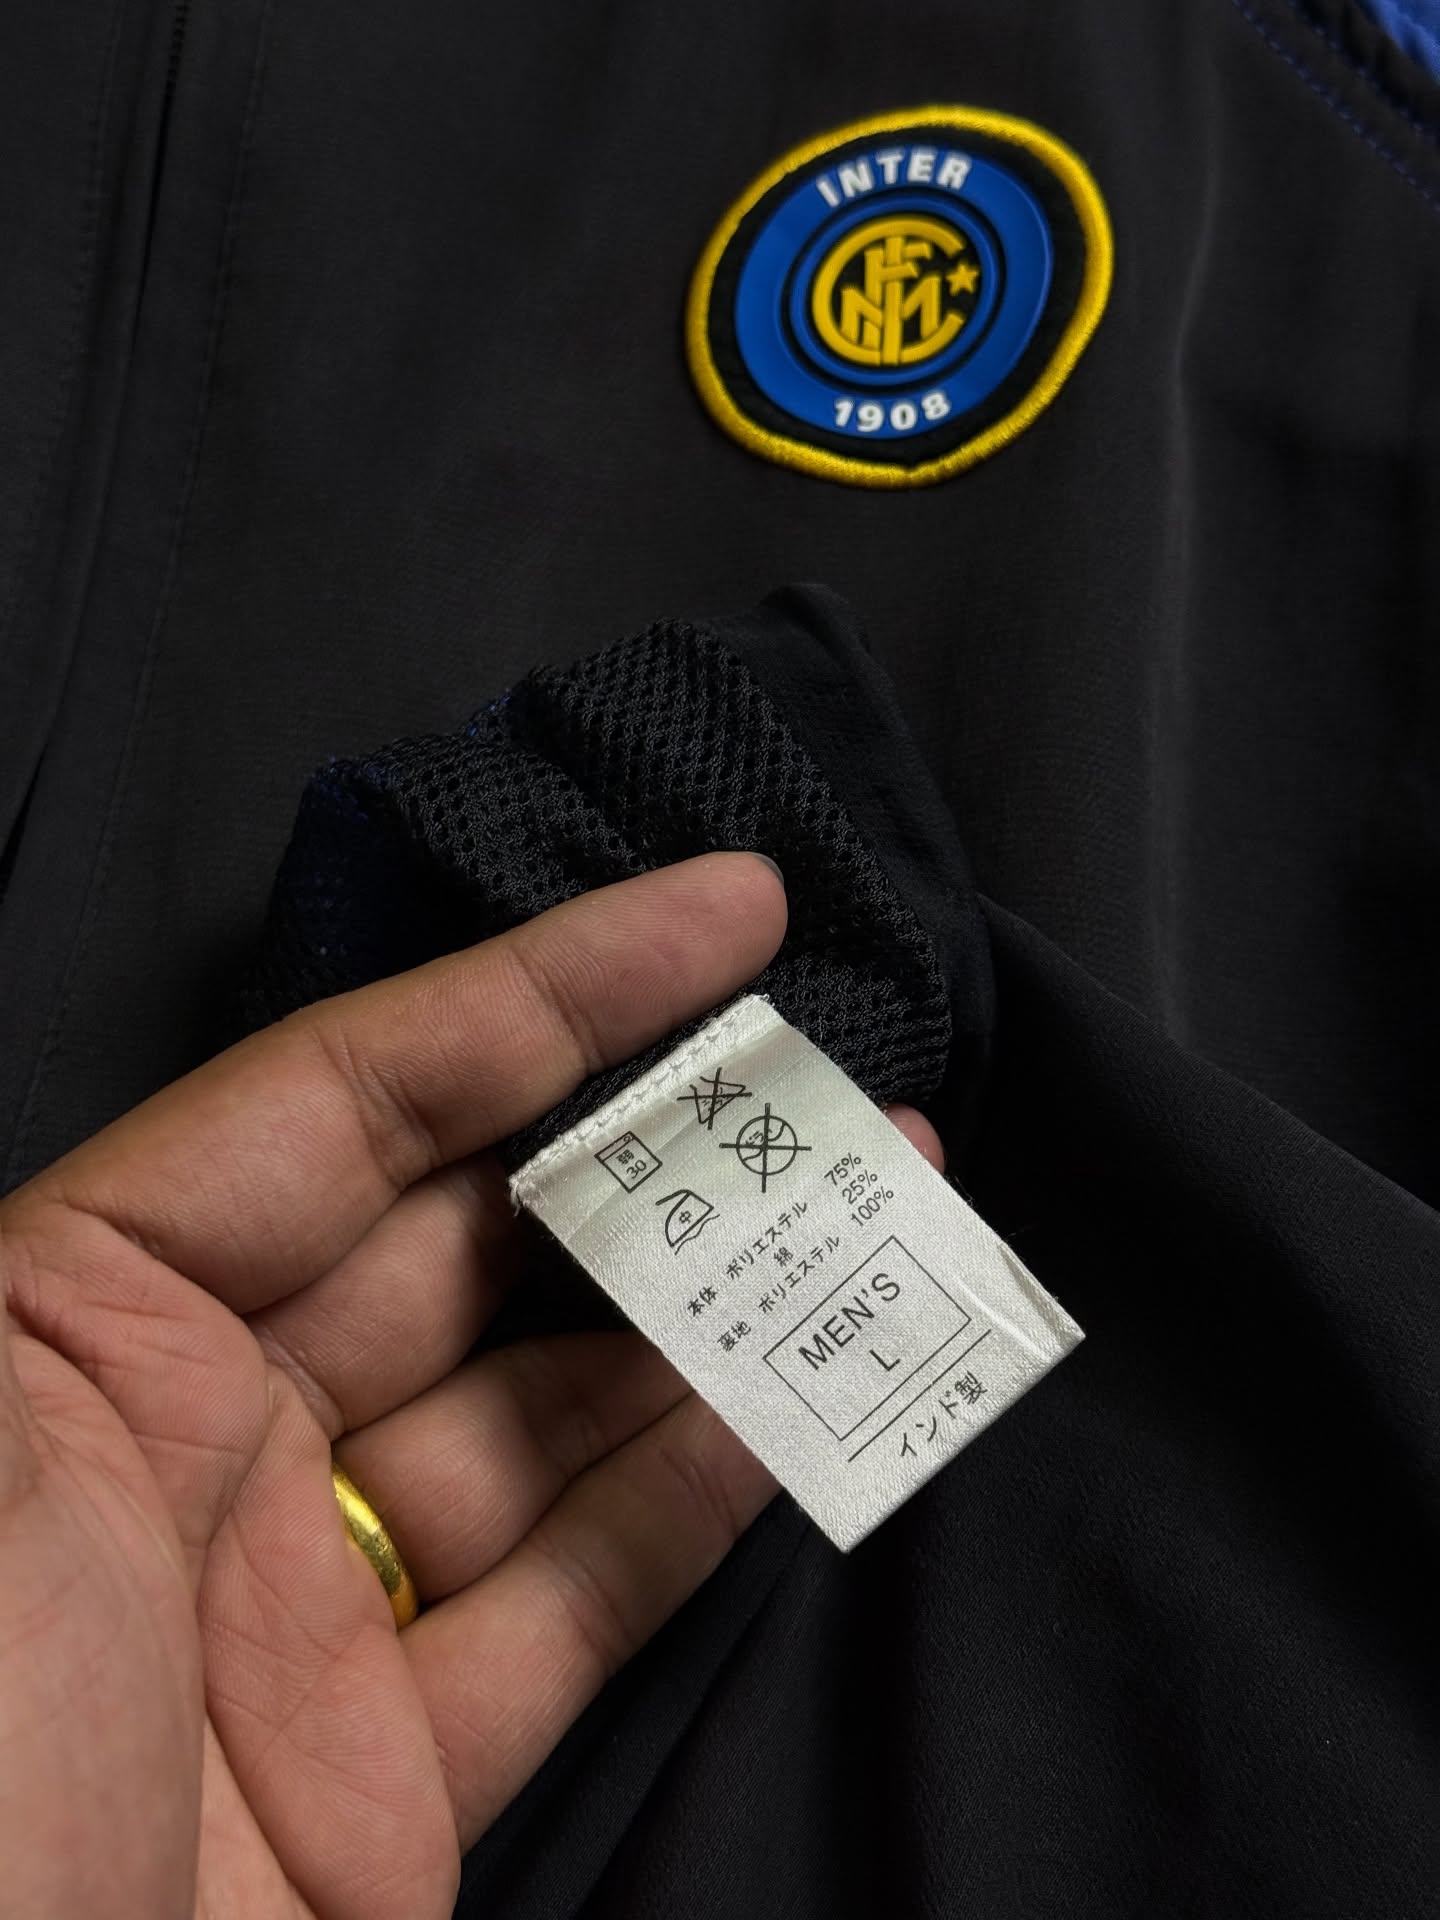 INTER
1908
弱
30
中
本体 ポリエステル 75%
綿 25%
裏地 ポリエステル 100%
MEN'S
L
インド製